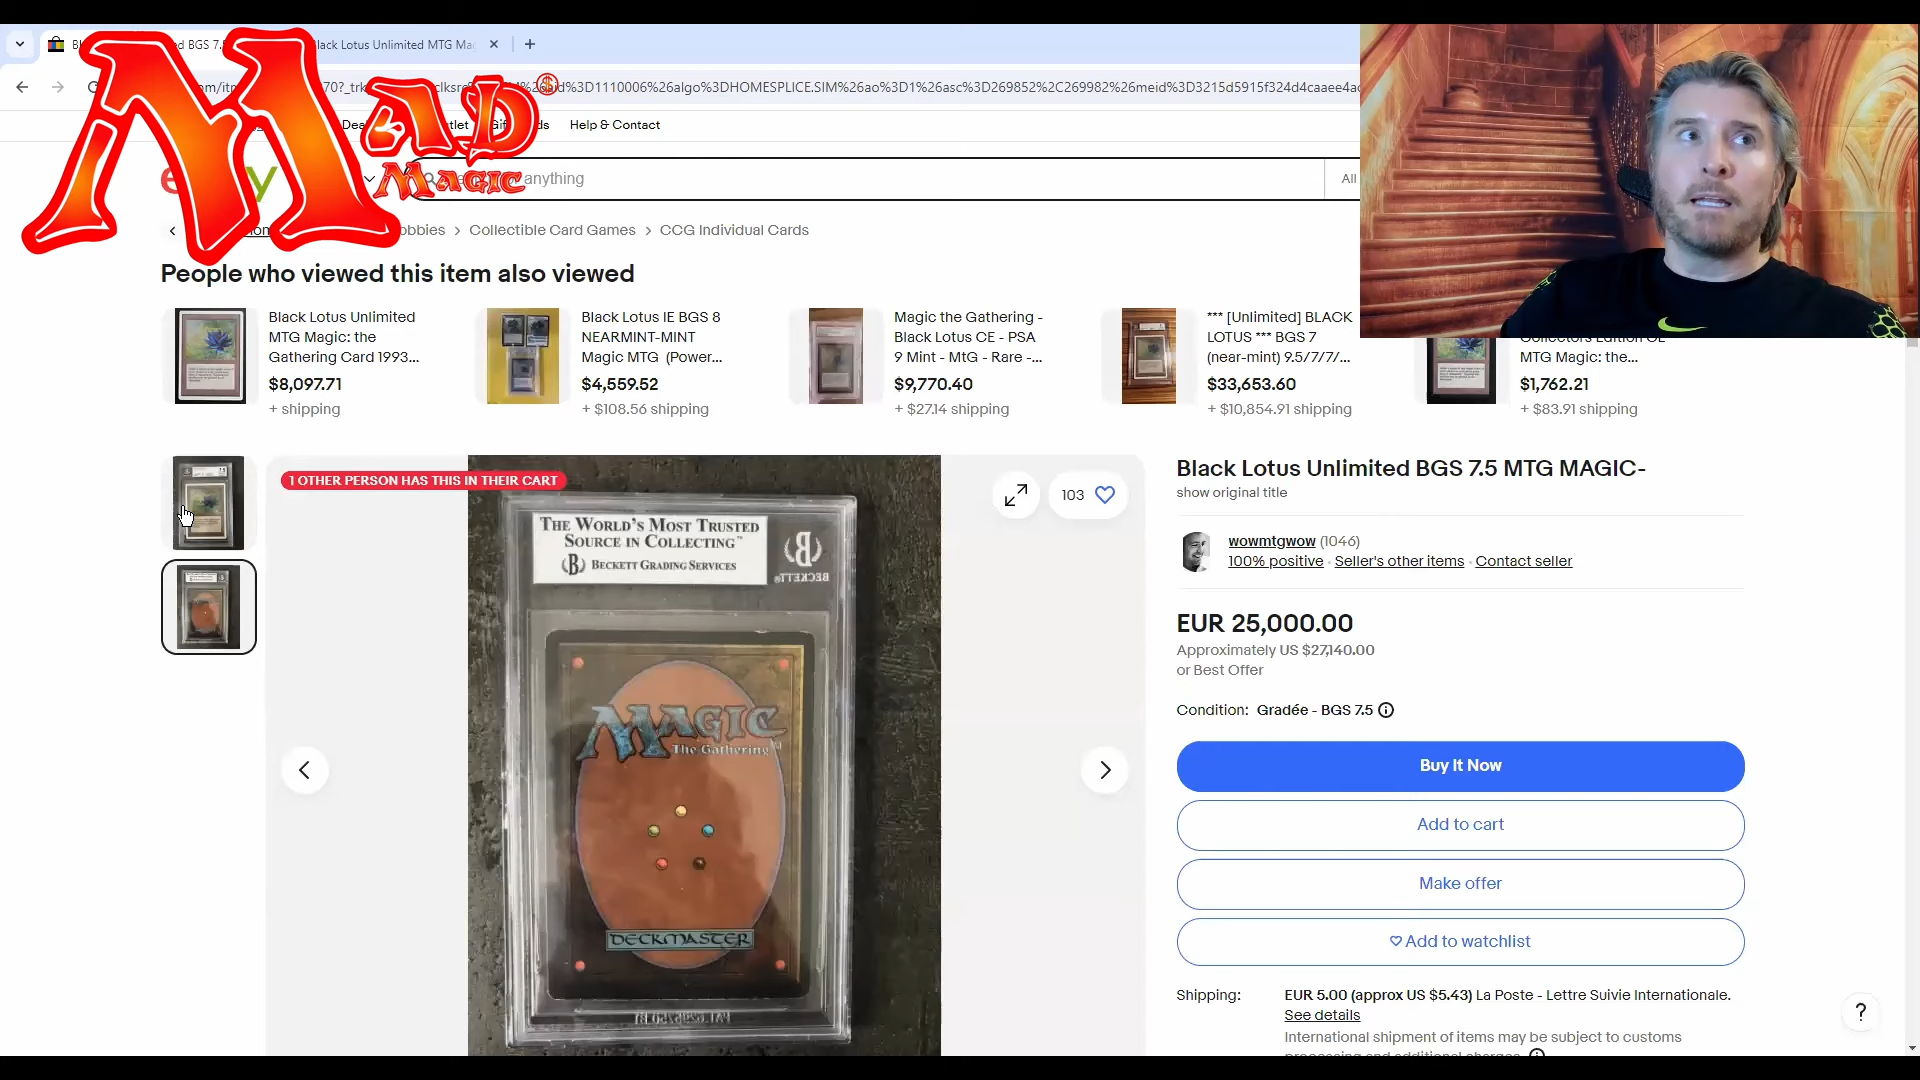 Black Lotus Unlimited MTG Ma
MAD
MAGIC
Help & Contact
anything
All
Collectible Card Games
CCG Individual Cards
People who viewed this item also viewed
Black Lotus Unlimited
MTG Magic: the
Gathering Card 1993...
$8,097.71
+ shipping
Black Lotus IE BGS 8
NEARMINT-MINT
Magic MTG (Power...
$4,559.52
+ $108.56 shipping
Magic the Gathering -
Black Lotus CE - PSA
9 Mint - MtG - Rare -...
$9,770.40
+ $27.14 shipping
*** [Unlimited] BLACK
LOTUS *** BGS 7
(near-mint) 9.5/7/7/...
$33,653.60
+ $10,854.91 shipping
MTG Magic: the...
$1,762.21
+ $83.91 shipping
1 OTHER PERSON HAS THIS IN THEIR CART
103
THE WORLD'S MOST TRUSTED
SOURCE IN COLLECTING™
BECKETT GRADING SERVICES
BECKETT
MAGIC
The Gathering
DECKMASTER
Black Lotus Unlimited BGS 7.5 MTG MAGIC-
show original title
wowmtgwow (1046)
100% positive · Seller's other items · Contact seller
EUR 25,000.00
Approximately US $27,140.00
or Best Offer
Condition: Gradée - BGS 7.5
Buy It Now
Add to cart
Make offer
Add to watchlist
Shipping: EUR 5.00 (approx US $5.43) La Poste - Lettre Suivie Internationale.
See details
International shipment of items may be subject to customs
?